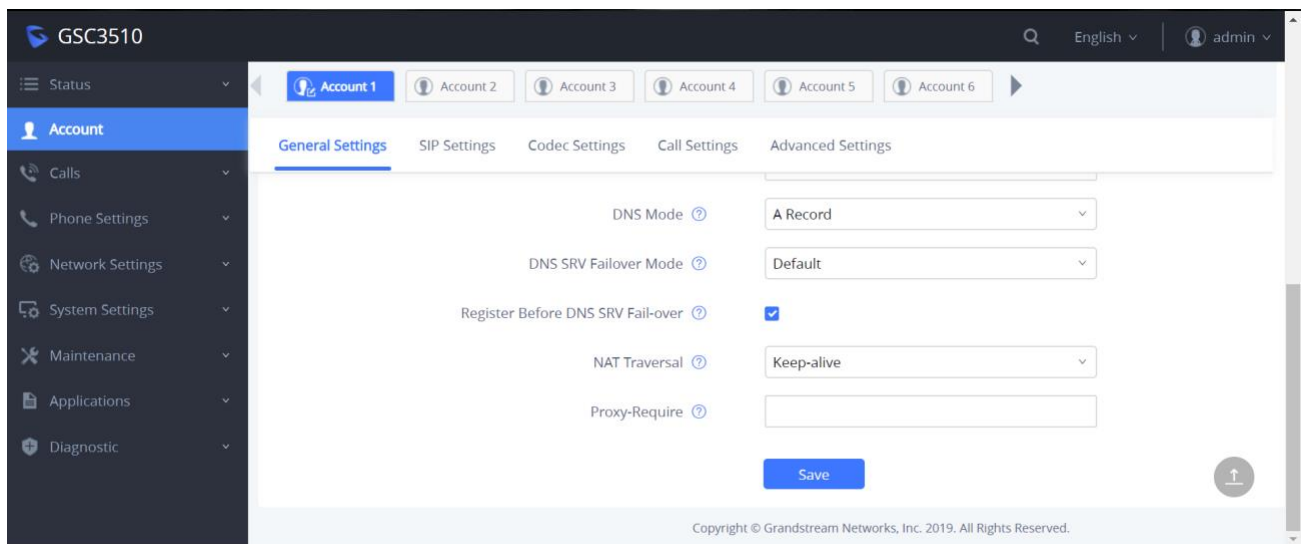 GSC3510
English
admin
Status
Account
Calls
Phone Settings
Network Settings
System Settings
Maintenance
Applications
Diagnostic
Account 1 Account 2 Account 3 Account 4 Account 5 Account 6
General Settings SIP Settings Codec Settings Call Settings Advanced Settings
DNS Mode ? A Record
DNS SRV Failover Mode ? Default
Register Before DNS SRV Fail-over ?
NAT Traversal ? Keep-alive
Proxy-Require ?
Save
Copyright © Grandstream Networks, Inc. 2019. All Rights Reserved.